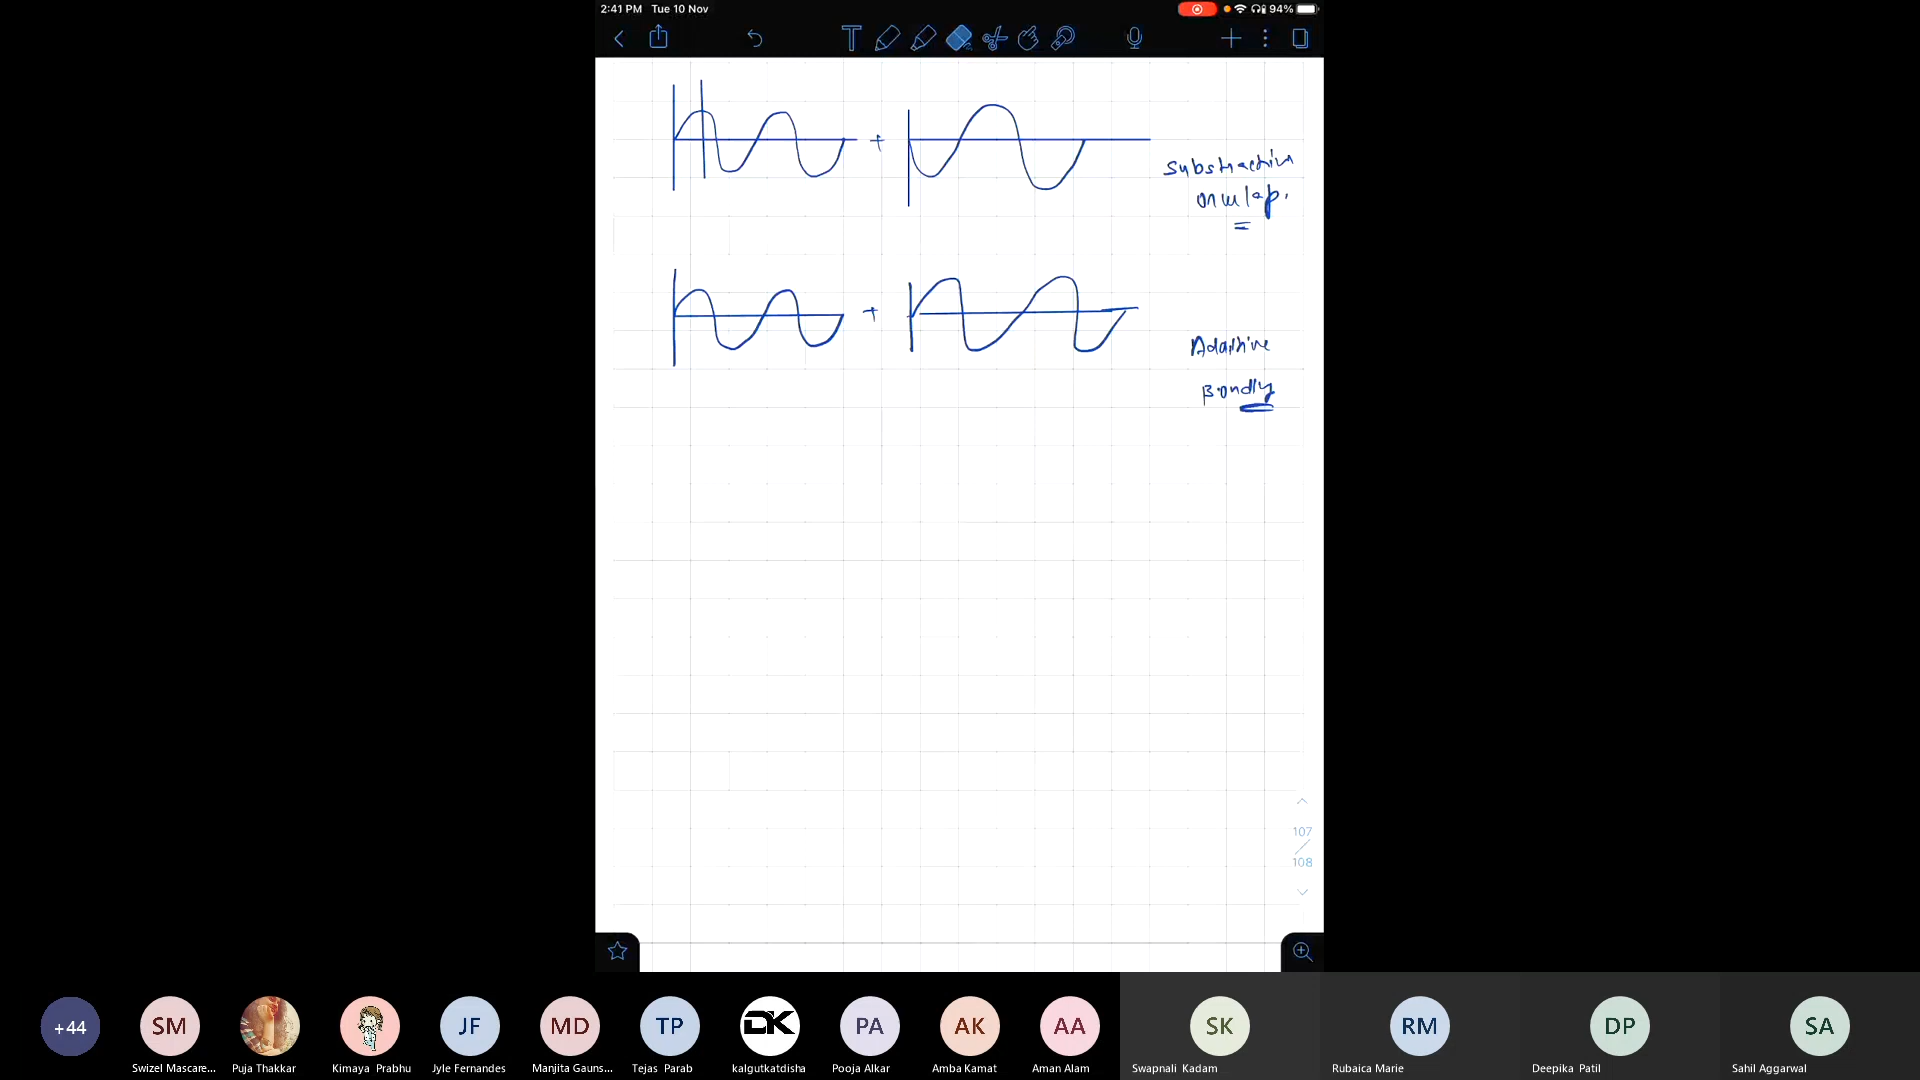 2:41 PM Tue 10 Nov
94%
T
+
Substractive
overlap.
+
Additive
Bonding
107
108
+44
SM
JF
MD
TP
DK
PA
AK
AA
SK
RM
DP
SA
Swizel Mascare...
Puja Thakkar
Kimaya Prabhu
Jyle Fernandes
Manjita Gauns...
Tejas Parab
kalgutkatdisha
Pooja Alkar
Amba Kamat
Aman Alam
Swapnali Kadam
Rubaica Marie
Deepika Patil
Sahil Aggarwal